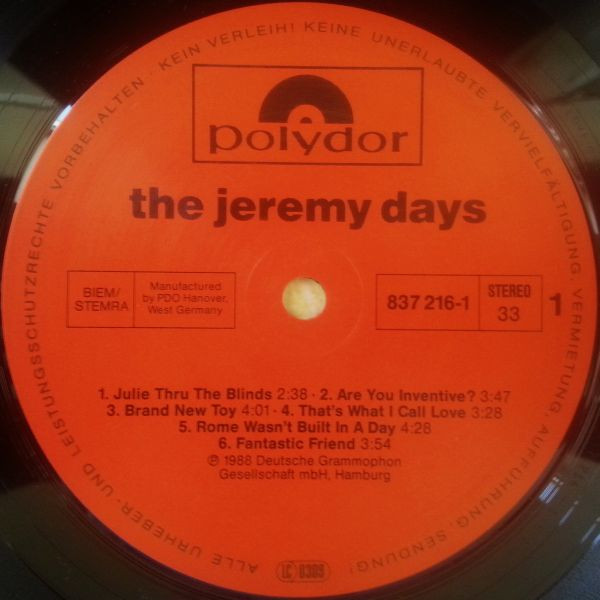 ALLE URHEBER- UND LEISTUNGSSCHUTZRECHTE VORBEHALTEN · KEIN VERLEIH! KEINE UNERLAUBTE VERVIELFÄLTIGUNG, VERMIETUNG, AUFFÜHRUNG, SENDUNG!
polydor
the jeremy days
BIEM/
STEMRA
Manufactured
by PDO Hanover,
West Germany
837 216-1
STEREO
33
1
1. Julie Thru The Blinds 2:38 · 2. Are You Inventive? 3:47
3. Brand New Toy 4:01 · 4. That's What I Call Love 3:28
5. Rome Wasn't Built In A Day 4:28
6. Fantastic Friend 3:54
℗ 1988 Deutsche Grammophon
Gesellschaft mbH, Hamburg
LC 0309